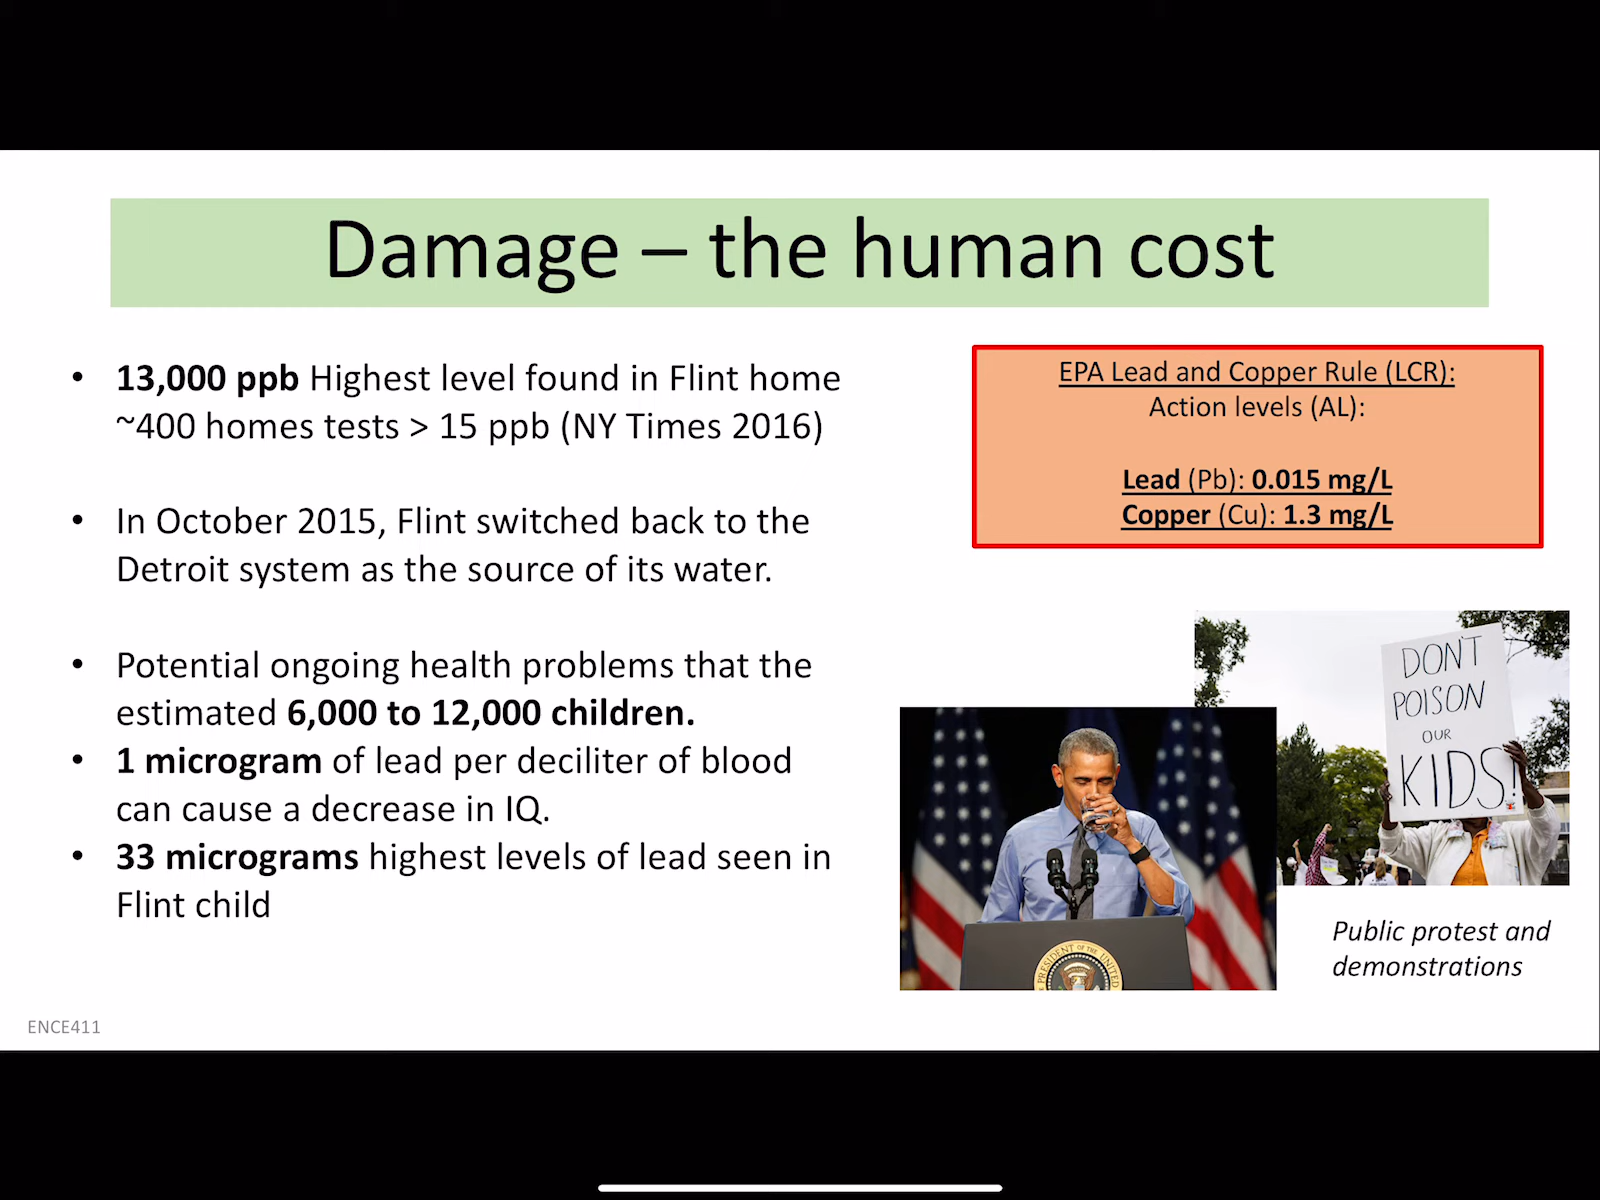 Damage – the human cost
• 13,000 ppb Highest level found in Flint home
~400 homes tests > 15 ppb (NY Times 2016)
• In October 2015, Flint switched back to the
Detroit system as the source of its water.
• Potential ongoing health problems that the
estimated 6,000 to 12,000 children.
• 1 microgram of lead per deciliter of blood
can cause a decrease in IQ.
• 33 micrograms highest levels of lead seen in
Flint child
EPA Lead and Copper Rule (LCR):
Action levels (AL):
Lead (Pb): 0.015 mg/L
Copper (Cu): 1.3 mg/L
DON'T
POISON
OUR
KIDS!
PRESIDENT OF THE UNITED
Public protest and
demonstrations
ENCE411